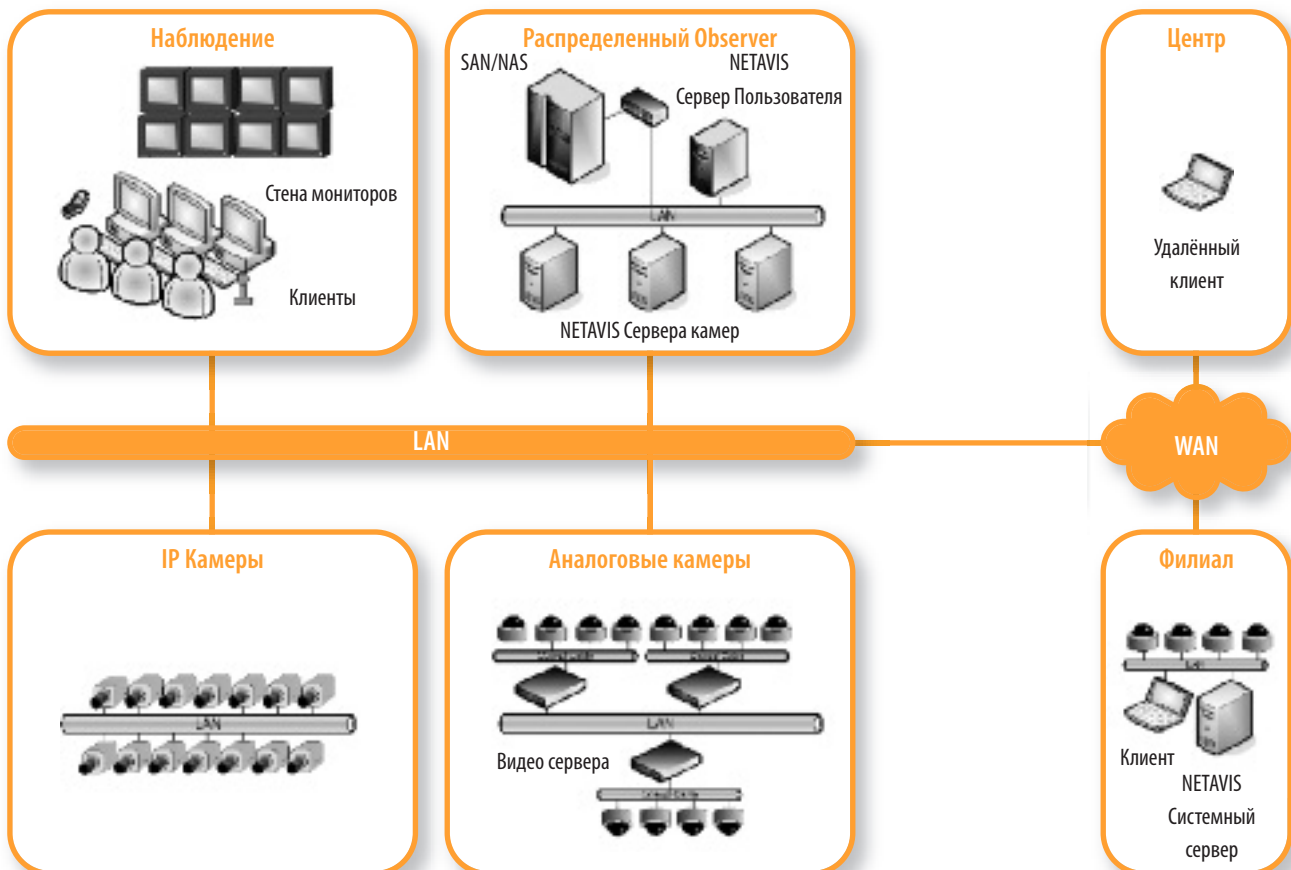 Наблюдение
Стена мониторов
Клиенты
Распределенный Observer
SAN/NAS
NETAVIS
Сервер Пользователя
LAN
NETAVIS Сервера камер
Центр
Удалённый
клиент
LAN
WAN
IP Камеры
LAN
Аналоговые камеры
LAN
Видео сервера
Филиал
LAN
Клиент
NETAVIS
Системный
сервер